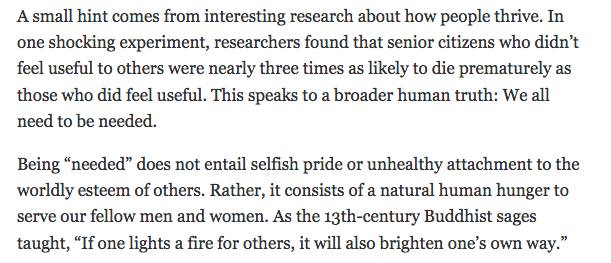 A small hint comes from interesting research about how people thrive. In
one shocking experiment, researchers found that senior citizens who didn’t
feel useful to others were nearly three times as likely to die prematurely as
those who did feel useful. This speaks to a broader human truth: We all
need to be needed.
Being “needed” does not entail selfish pride or unhealthy attachment to the
worldly esteem of others. Rather, it consists of a natural human hunger to
serve our fellow men and women. As the 13th-century Buddhist sages
taught, “If one lights a fire for others, it will also brighten one’s own way.”